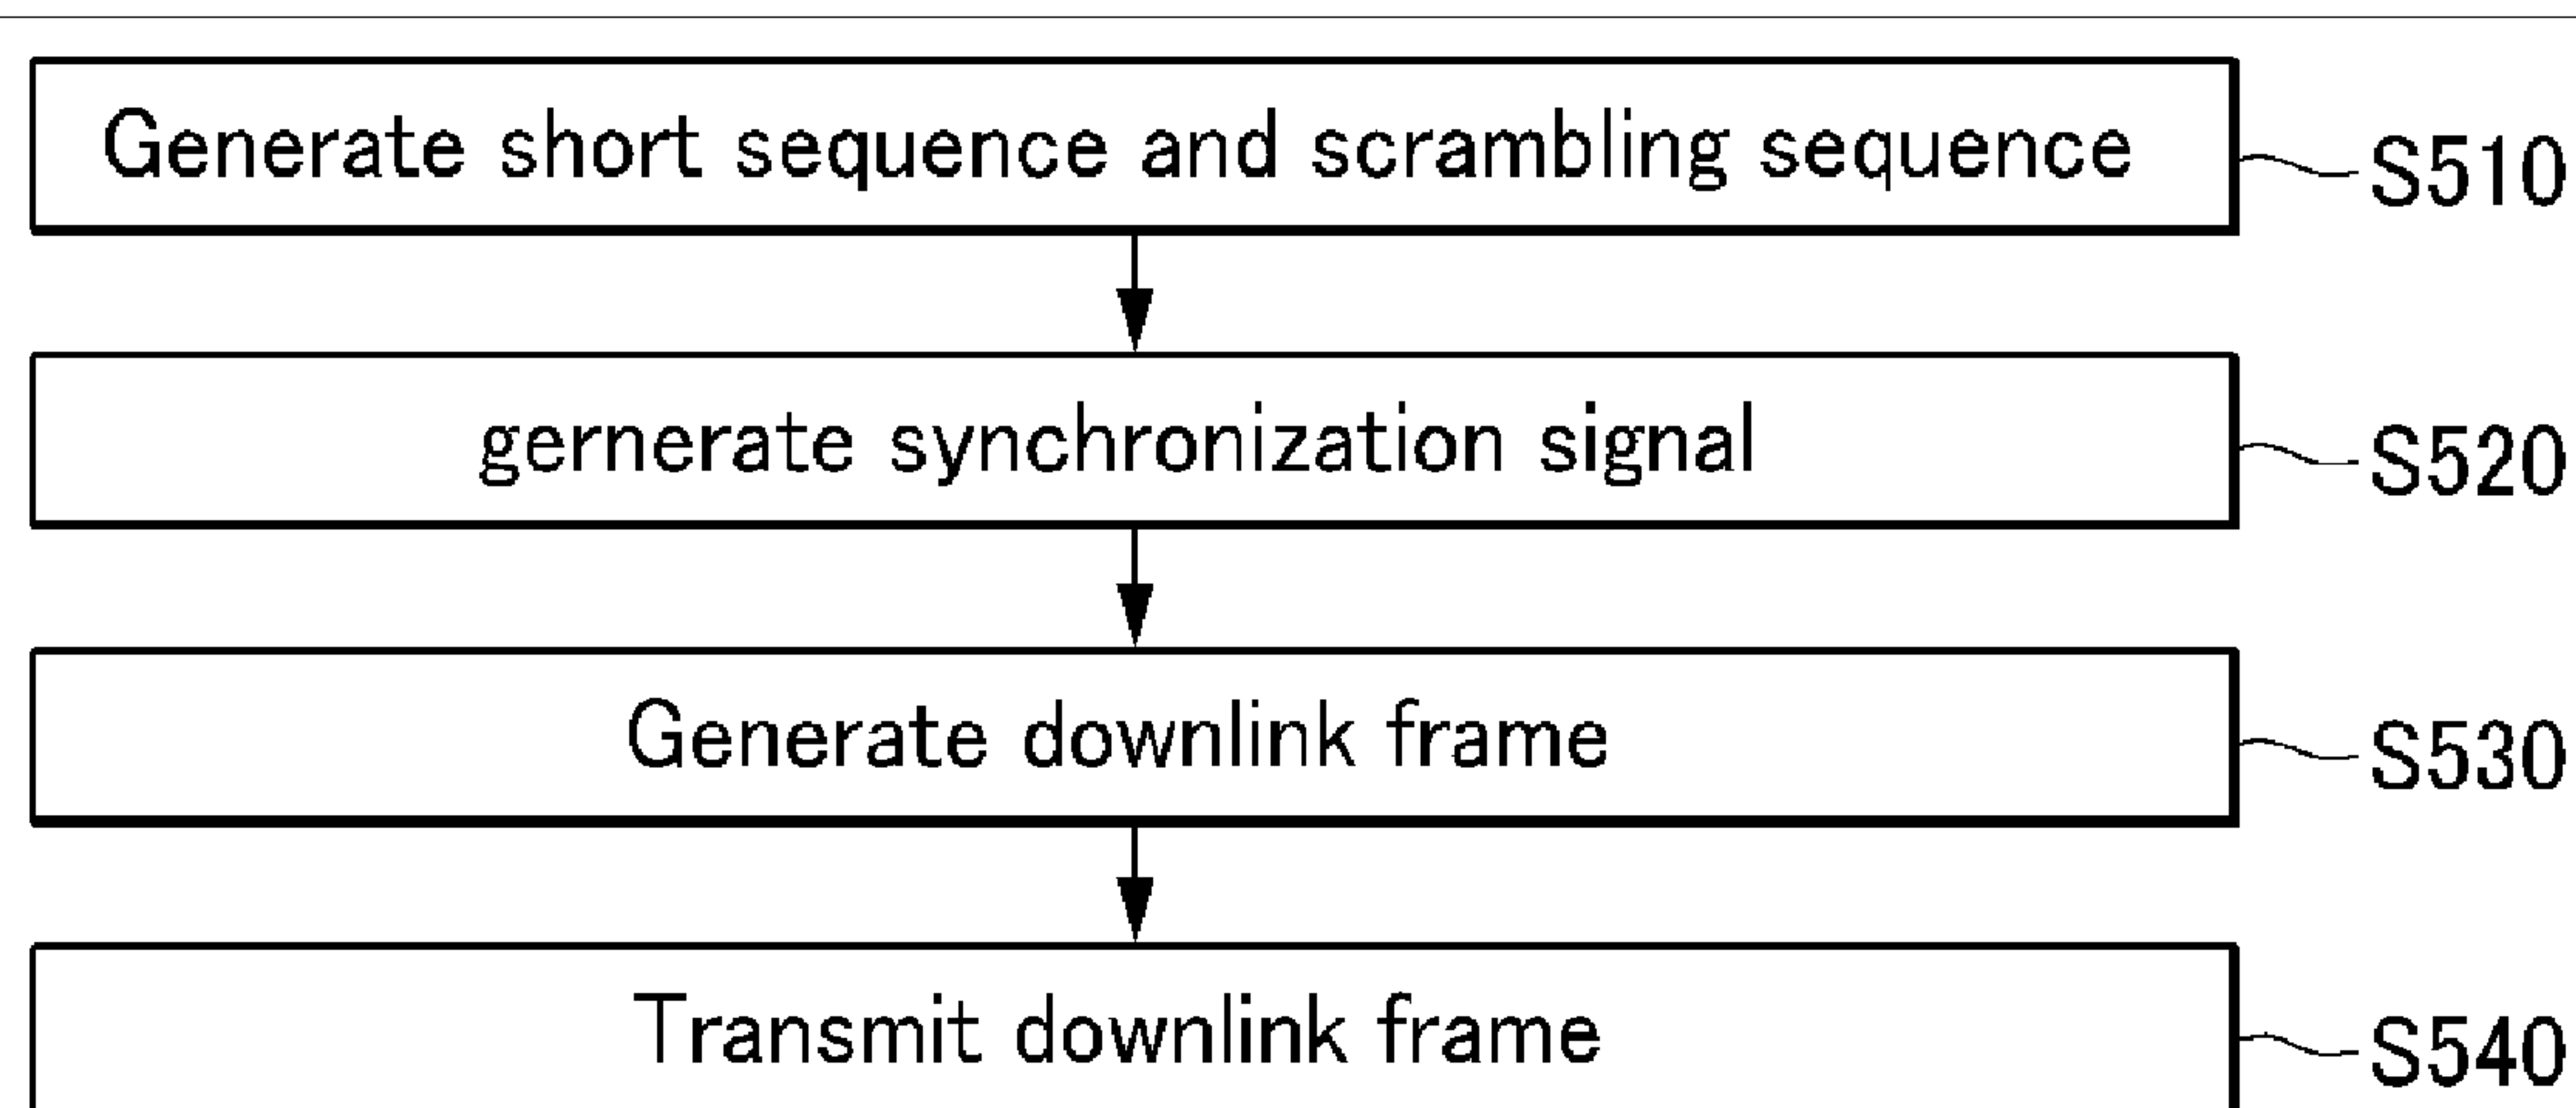 Generate short sequence and scrambling sequence S510
gernerate synchronization signal S520
Generate downlink frame S530
Transmit downlink frame S540